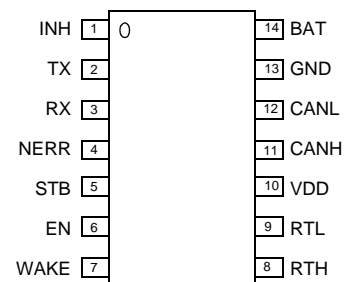 INH 1 14 BAT
TX 2 13 GND
RX 3 12 CANL
NERR 4 11 CANH
STB 5 10 VDD
EN 6 9 RTL
WAKE 7 8 RTH